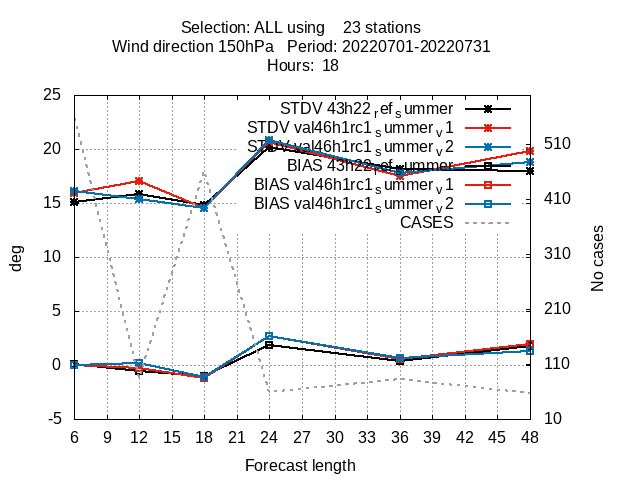 Selection: ALL using    23 stations
Wind direction 150hPa   Period: 20220701-20220731
Hours:  18
STDV 43h22_ref_summer
STDV val46h1rc1_summer_v1
STDV val46h1rc1_summer_v2
BIAS 43h22_ref_summer
BIAS val46h1rc1_summer_v1
BIAS val46h1rc1_summer_v2
CASES
25
20
15
10
5
0
-5
deg
510
410
310
210
110
10
No cases
6 9 12 15 18 21 24 27 30 33 36 39 42 45 48
Forecast length